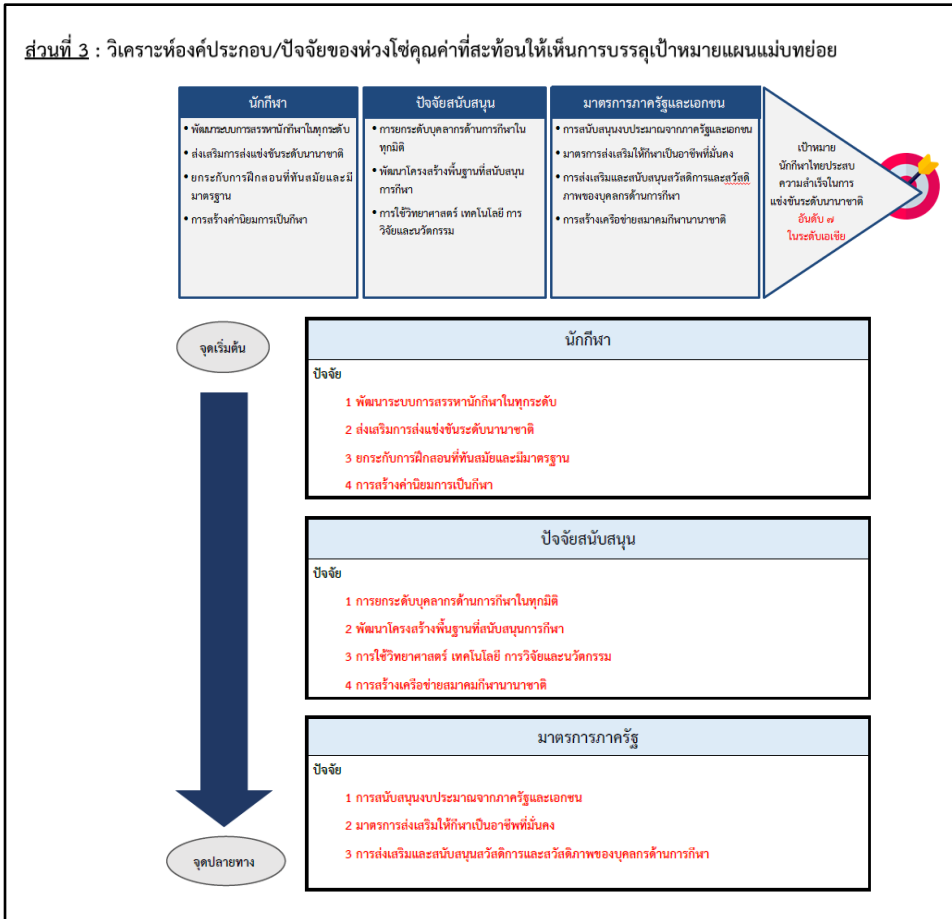 ส่วนที่ 3 : วิเคราะห์องค์ประกอบ/ปัจจัยของห่วงโซ่คุณค่าที่สะท้อนให้เห็นการบรรลุเป้าหมายแผนแม่บทย่อย
นักกีฬา
• พัฒนาระบบการสรรหานักกีฬาในทุกระดับ
• ส่งเสริมการส่งแข่งขันระดับนานาชาติ
• ยกระดับการฝึกสอนที่ทันสมัยและมี
มาตรฐาน
• การสร้างค่านิยมการเป็นกีฬา
ปัจจัยสนับสนุน
• การยกระดับบุคลากรด้านการกีฬาใน
ทุกมิติ
• พัฒนาโครงสร้างพื้นฐานที่สนับสนุน
การกีฬา
• การใช้วิทยาศาสตร์ เทคโนโลยี การ
วิจัยและนวัตกรรม
มาตรการภาครัฐและเอกชน
• การสนับสนุนงบประมาณจากภาครัฐและเอกชน
• มาตรการส่งเสริมให้กีฬาเป็นอาชีพที่มั่นคง
• การส่งเสริมและสนับสนุนสวัสดิการและสวัสดิ
ภาพของบุคลกรด้านการกีฬา
• การสร้างเครือข่ายสมาคมกีฬานานาชาติ
เป้าหมาย
นักกีฬาไทยประสบ
ความสำเร็จในการ
แข่งขันระดับนานาชาติ
อันดับ ๗
ในระดับเอเชีย
จุดเริ่มต้น
นักกีฬา
ปัจจัย
1 พัฒนาระบบการสรรหานักกีฬาในทุกระดับ
2 ส่งเสริมการส่งแข่งขันระดับนานาชาติ
3 ยกระกับการฝึกสอนที่ทันสมัยและมีมาตรฐาน
4 การสร้างค่านิยมการเป็นกีฬา
ปัจจัยสนับสนุน
ปัจจัย
1 การยกระดับบุคลากรด้านการกีฬาในทุกมิติ
2 พัฒนาโครงสร้างพื้นฐานที่สนับสนุนการกีฬา
3 การใช้วิทยาศาสตร์ เทคโนโลยี การวิจัยและนวัตกรรม
4 การสร้างเครือข่ายสมาคมกีฬานานาชาติ
มาตรการภาครัฐ
ปัจจัย
1 การสนับสนุนงบประมาณจากภาครัฐและเอกชน
2 มาตรการส่งเสริมให้กีฬาเป็นอาชีพที่มั่นคง
3 การส่งเสริมและสนับสนุนสวัสดิการและสวัสดิภาพของบุคลกรด้านการกีฬา
จุดปลายทาง